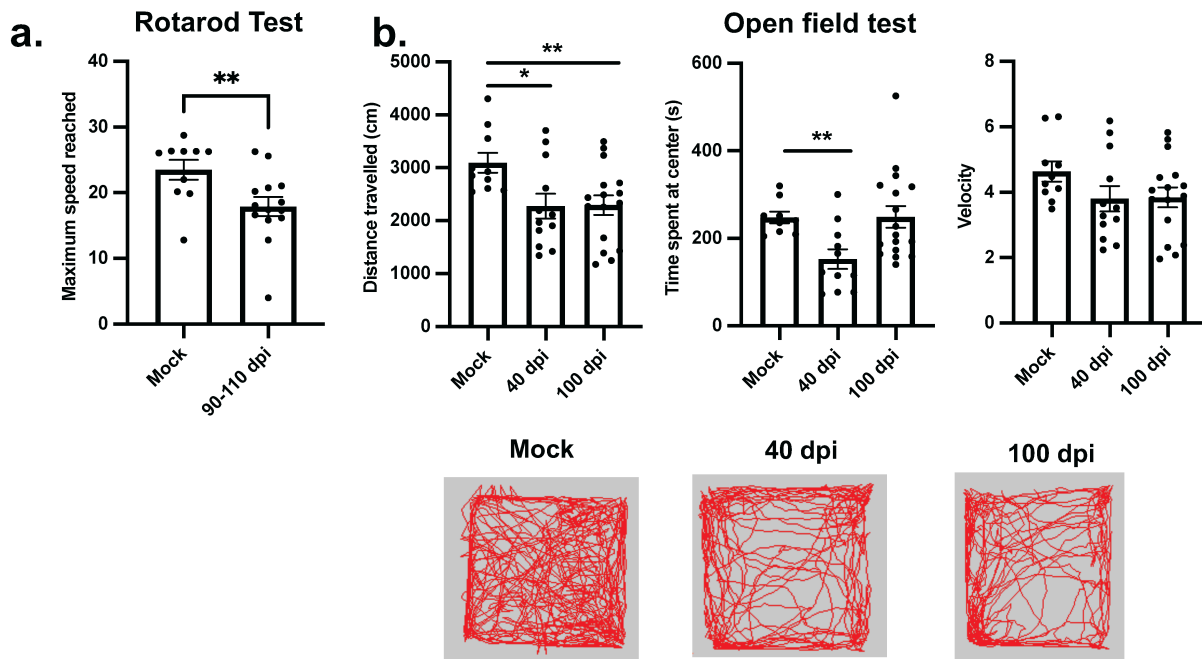 a.
Rotarod Test
Maximum speed reached
40
30
20
10
0
**
Mock
90-110 dpi
b.
Open field test
Distance travelled (cm)
5000
4000
3000
2000
1000
0
**
*
Mock
40 dpi
100 dpi
Time spent at center (s)
600
400
200
0
**
Mock
40 dpi
100 dpi
Velocity
8
6
4
2
0
Mock
40 dpi
100 dpi
Mock
40 dpi
100 dpi